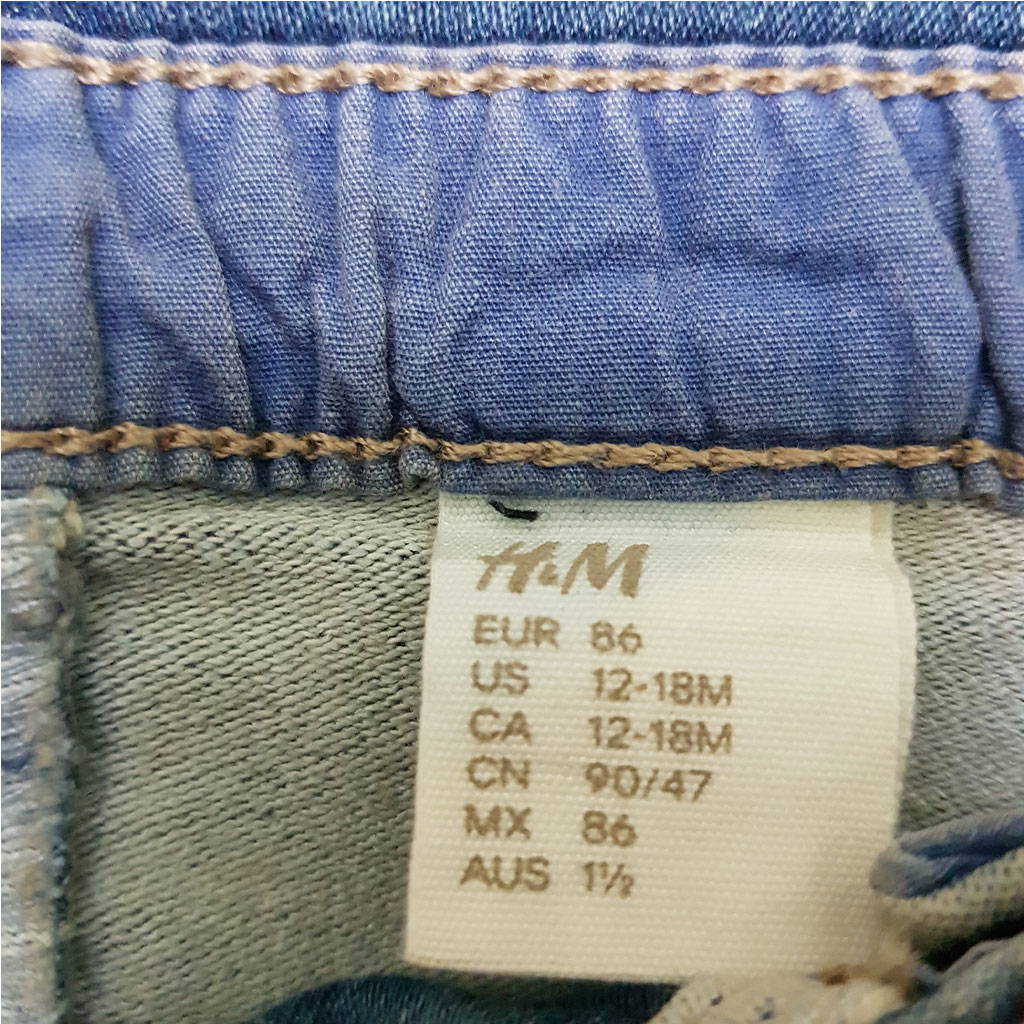 H&M
EUR 86
US 12-18M
CA 12-18M
CN 90/47
MX 86
AUS 1½